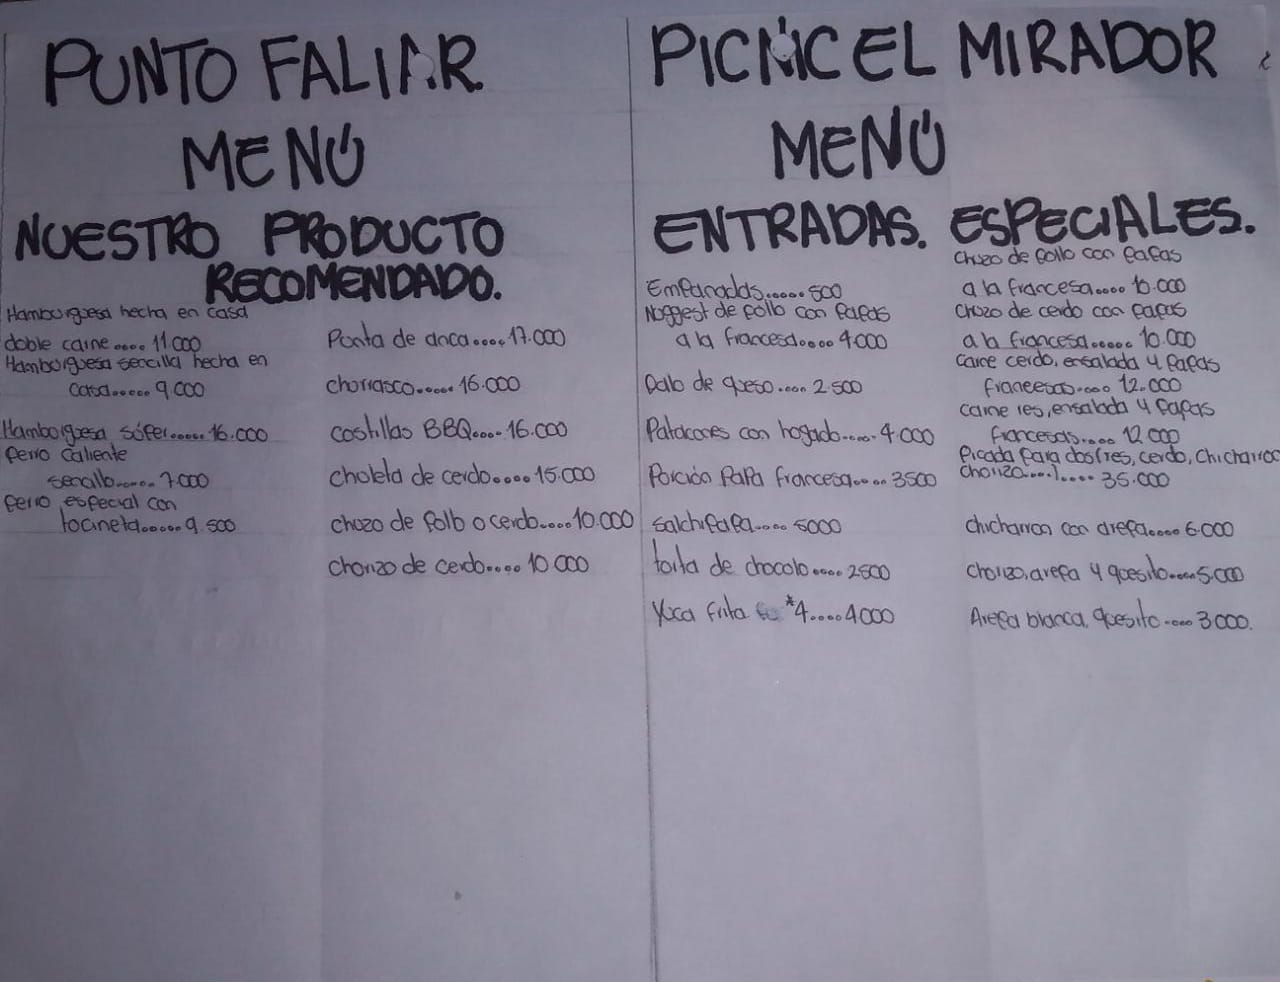 PUNTO FALIAR
MENÚ
NUESTRO PRODUCTO
RECOMENDADO.
Hamburguesa hecha en casa
doble carne.... 11.000
Hamburguesa sencilla hecha en
casa..... 9.000
Hamburguesa súper..... 16.000
perro caliente
sencillo...... 7.000
perro especial con
tocineta...... 9.500
Punta de anca.... 17.000
churrasco..... 16.000
costillas BBQ.... 16.000
chuleta de cerdo.... 15.000
chuzo de pollo o cerdo....10.000
chorizo de cerdo.... 10.000
PICNIC EL MIRADOR
MENÚ
ENTRADAS.
Empanadas..... 500
Nuggest de pollo con papas
a la francesa..... 4.000
palo de queso.... 2.500
Patacones con hogado..... 4.000
Porción Papa francesa.... 3500
salchipapa.... 5000
torta de chocolo.... 2500
Yuca frita *4....4000
ESPECIALES.
chuzo de pollo con papas
a la francesa.... 10.000
chuzo de cerdo con papas
a la francesa..... 10.000
carne cerdo, ensalada y papas
francesas.... 12.000
carne res, ensalada y papas
francesas.... 12.000
picada para dos, res, cerdo, chicharron
chorizo........ 35.000
chicharron con arepa.... 6.000
chorizo, arepa y quesito....5.000
Arepa blanca, quesito .... 3000.